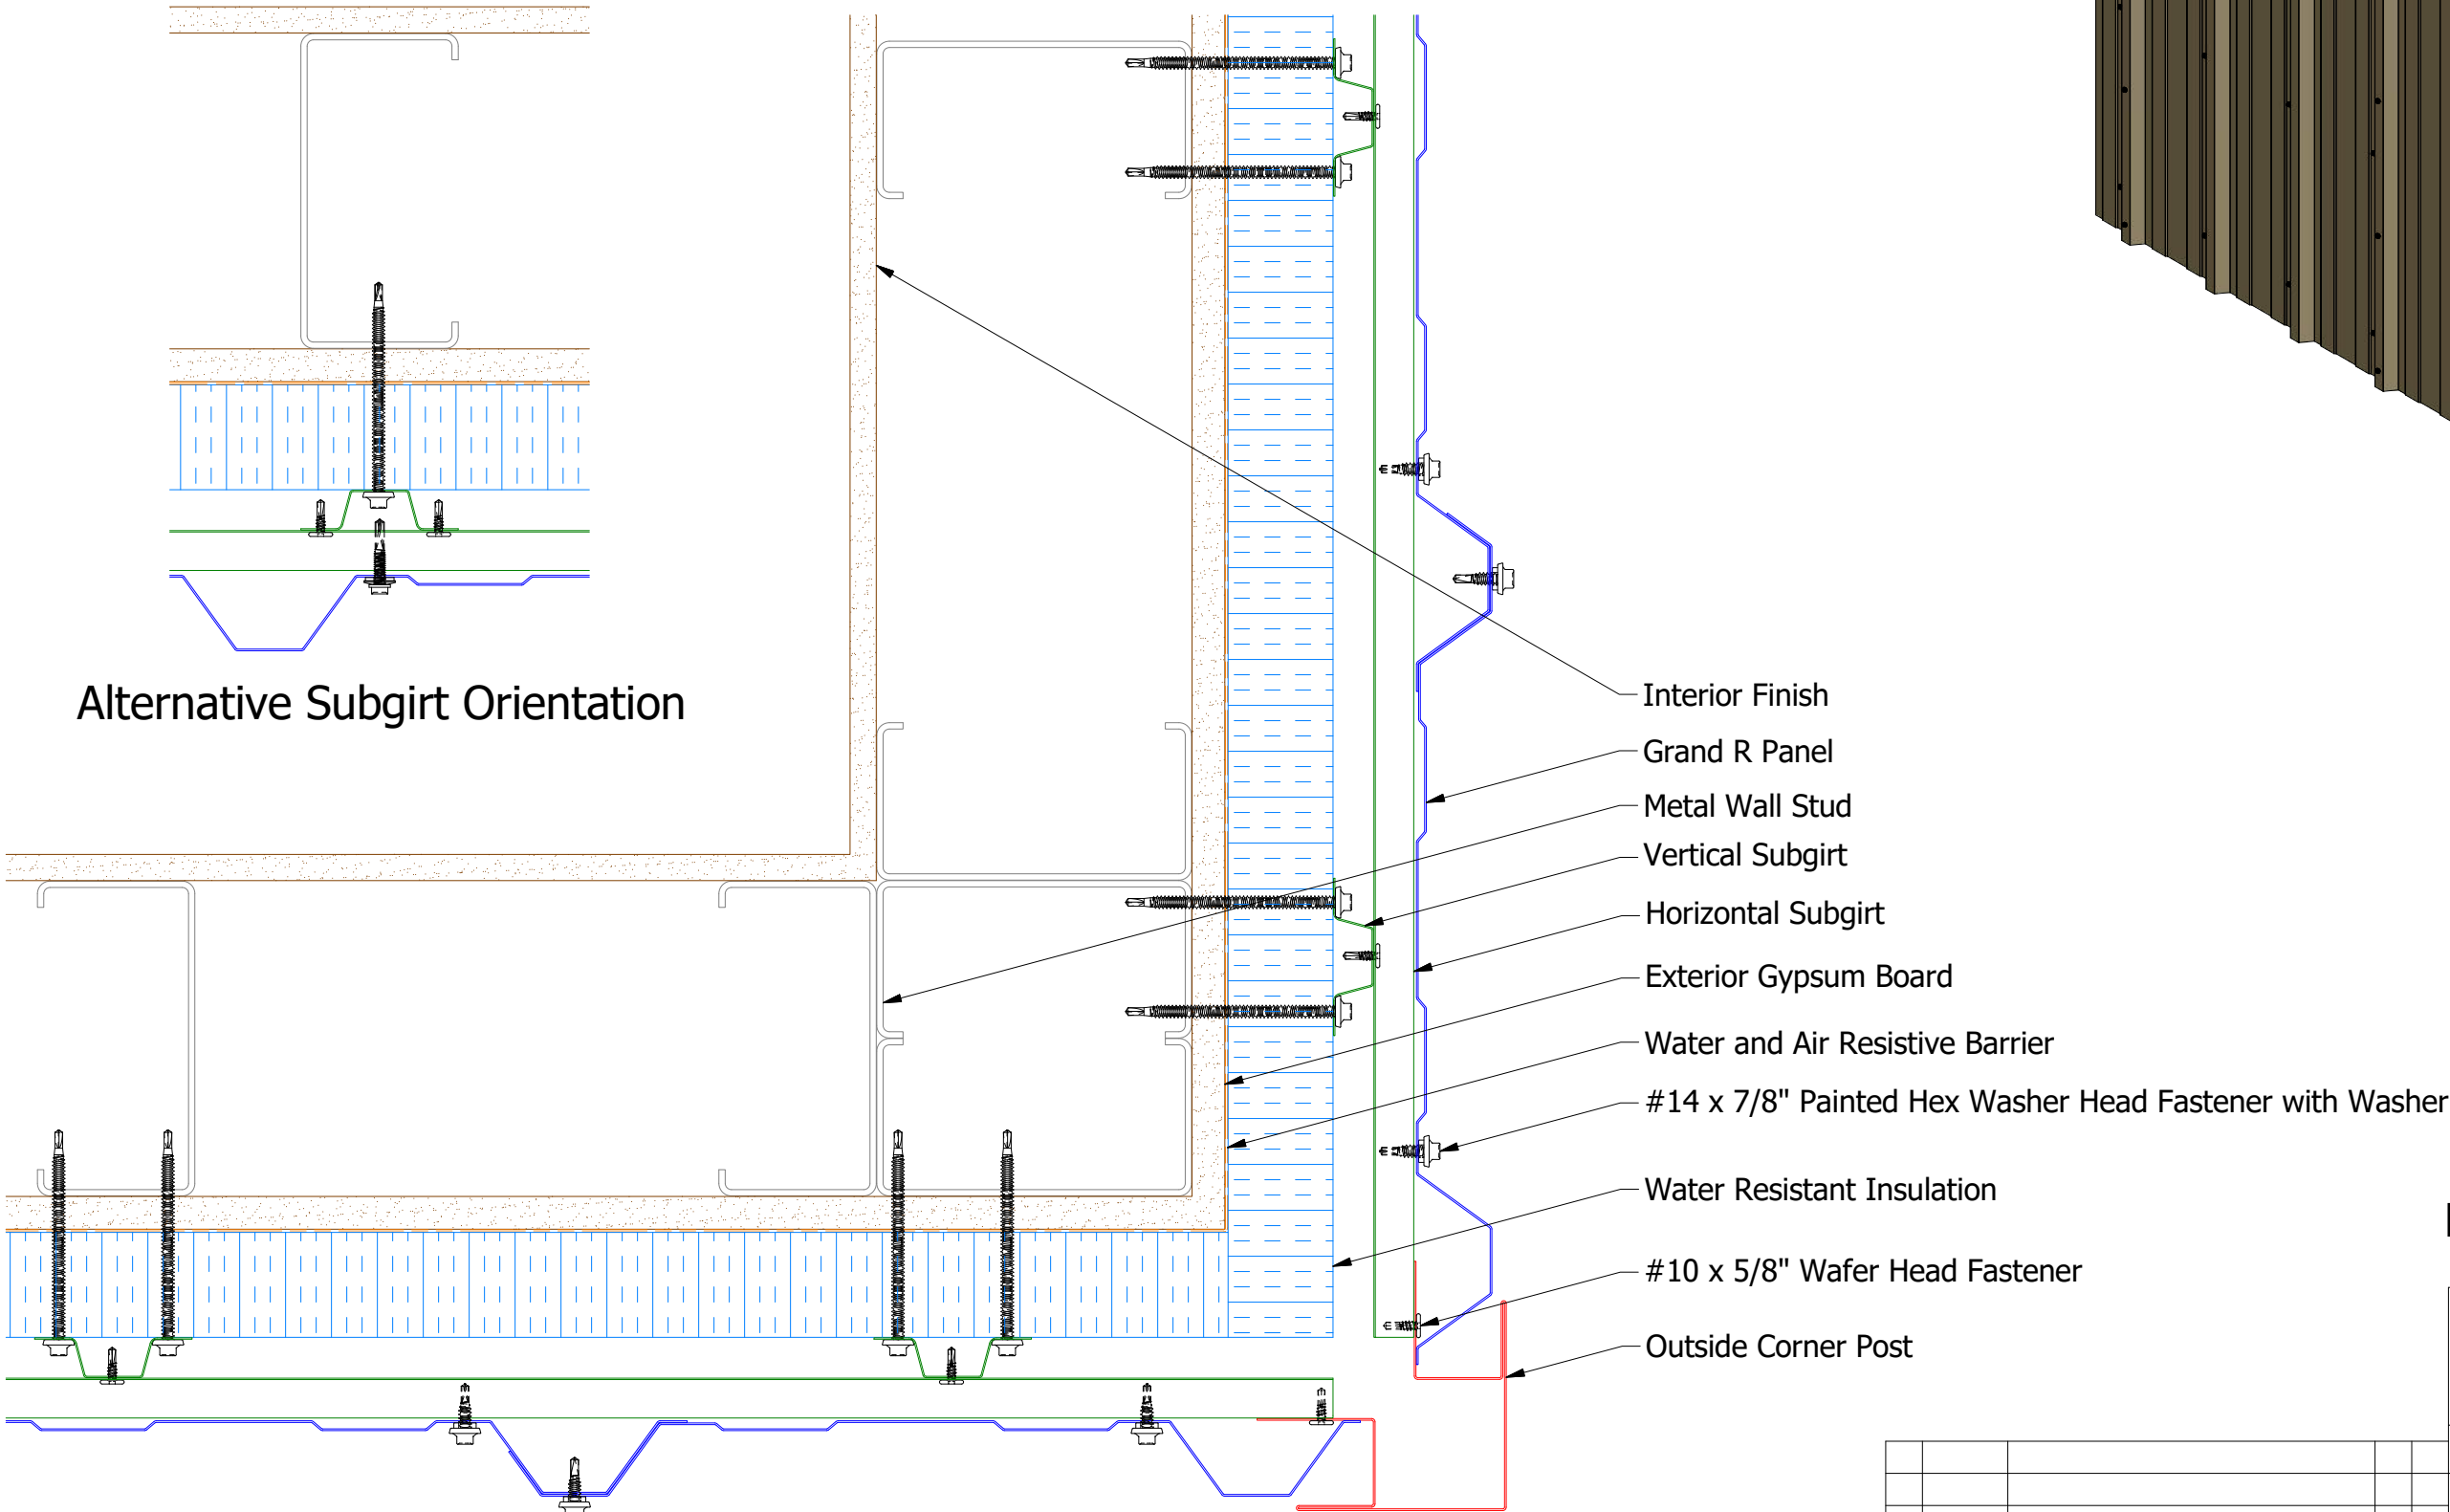 Alternative Subgirt Orientation
Interior Finish
Grand R Panel
Metal Wall Stud
Vertical Subgirt
Horizontal Subgirt
Exterior Gypsum Board
Water and Air Resistive Barrier
#14 x 7/8" Painted Hex Washer Head Fastener with Washer
Water Resistant Insulation
#10 x 5/8" Wafer Head Fastener
Outside Corner Post